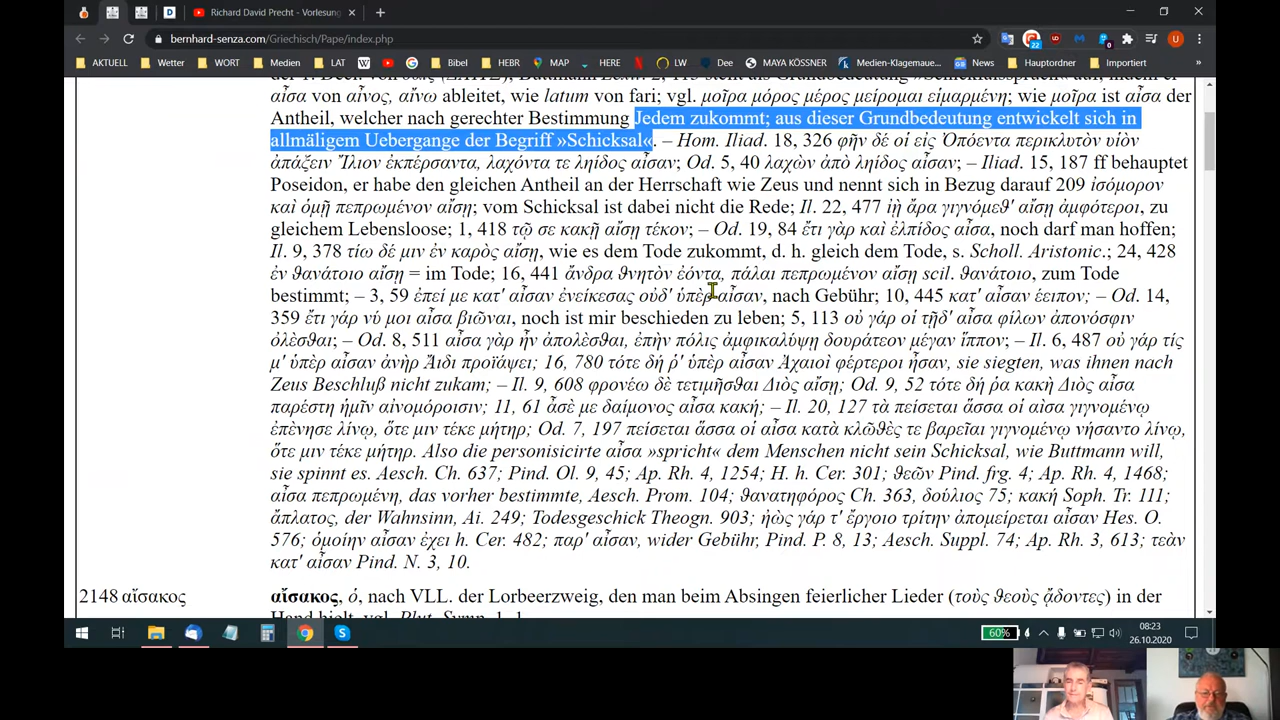 Richard David Precht - Vorlesung
bernhard-senza.com/Griechisch/Pape/index.php
22
0
U
AKTUELL Wetter WORT Medien LAT SUB G Bibel HEBR MAP HERE LW Dee MAYA KÖSSNER Medien-Klagemaue... News Hauptordner Importiert
αἶσα von αἶνος, αἴνω ableitet, wie latum von fari; vgl. μοῖρα μόρος μέρος μείρομαι εἱμαρμένη; wie μοῖρα ist αἶσα der
Antheil, welcher nach gerechter Bestimmung Jedem zukommt; aus dieser Grundbedeutung entwickelt sich in
allmäligem Uebergange der Begriff »Schicksal«. – Hom. Iliad. 18, 326 φῆν δέ οἱ εἰς Ὀπόεντα περικλυτὸν υἱὸν
ἀπάξειν Ἴλιον ἐκπέρσαντα, λαχόντα τε ληίδος αἶσαν; Od. 5, 40 λαχὼν ἀπὸ ληίδος αἶσαν; – Iliad. 15, 187 ff behauptet
Poseidon, er habe den gleichen Antheil an der Herrschaft wie Zeus und nennt sich in Bezug darauf 209 ἰσόμορον
καὶ ὁμῇ πεπρωμένον αἴσῃ; vom Schicksal ist dabei nicht die Rede; Il. 22, 477 ἰῇ ἄρα γιγνόμεθ' αἴσῃ ἀμφότεροι, zu
gleichem Lebensloose; 1, 418 τῷ σε κακῇ αἴσῃ τέκον; – Od. 19, 84 ἔτι γὰρ καὶ ἐλπίδος αἶσα, noch darf man hoffen;
Il. 9, 378 τίω δέ μιν ἐν καρὸς αἴσῃ, wie es dem Tode zukommt, d. h. gleich dem Tode, s. Scholl. Aristonic.; 24, 428
ἐν θανάτοιο αἴσῃ = im Tode; 16, 441 ἄνδρα θνητὸν ἐόντα, πάλαι πεπρωμένον αἴσῃ scil. θανάτοιο, zum Tode
bestimmt; – 3, 59 ἐπεί με κατ' αἶσαν ἐνείκεσας οὐδ' ὑπὲρ αἶσαν, nach Gebühr; 10, 445 κατ' αἶσαν ἔειπον; – Od. 14,
359 ἔτι γάρ νύ μοι αἶσα βιῶναι, noch ist mir beschieden zu leben; 5, 113 οὐ γάρ οἱ τῇδ' αἶσα φίλων ἀπονόσφιν
ὀλέσθαι; – Od. 8, 511 αἶσα γὰρ ἦν ἀπολέσθαι, ἐπὴν πόλις ἀμφικαλύψῃ δουράτεον μέγαν ἵππον; – Il. 6, 487 οὐ γάρ τίς
μ' ὑπὲρ αἶσαν ἀνὴρ Ἄιδι προϊάψει; 16, 780 τότε δή ῥ' ὑπὲρ αἶσαν Ἀχαιοὶ φέρτεροι ἦσαν, sie siegten, was ihnen nach
Zeus Beschluß nicht zukam; – Il. 9, 608 φρονέω δὲ τετιμῆσθαι Διὸς αἴσῃ; Od. 9, 52 τότε δή ῥα κακὴ Διὸς αἶσα
παρέστη ἡμῖν αἰνομόροισιν; 11, 61 ἆσέ με δαίμονος αἶσα κακή; – Il. 20, 127 τὰ πείσεται ἅσσα οἱ αἶσα γιγνομένῳ
ἐπένησε λίνῳ, ὅτε μιν τέκε μήτηρ; Od. 7, 197 πείσεται ἅσσα οἱ αἶσα κατὰ κλῶθές τε βαρεῖαι γιγνομένῳ νήσαντο λίνῳ,
ὅτε μιν τέκε μήτηρ. Also die personisicirte αἶσα »spricht« dem Menschen nicht sein Schicksal, wie Buttmann will,
sie spinnt es. Aesch. Ch. 637; Pind. Ol. 9, 45; Ap. Rh. 4, 1254; H. h. Cer. 301; θεῶν Pind. frg. 4; Ap. Rh. 4, 1468;
αἶσα πεπρωμένη, das vorher bestimmte, Aesch. Prom. 104; θανατηφόρος Ch. 363, δούλιος 75; κακή Soph. Tr. 111;
ἄπλατος, der Wahnsinn, Ai. 249; Todesgeschick Theogn. 903; ἠὼς γάρ τ' ἔργοιο τρίτην ἀπομείρεται αἶσαν Hes. O.
576; ὁμοίην αἶσαν ἔχει h. Cer. 482; παρ' αἶσαν, wider Gebühr, Pind. P. 8, 13; Aesch. Suppl. 74; Ap. Rh. 3, 613; τεὰν
κατ' αἶσαν Pind. N. 3, 10.
2148 αἴσακος αἴσακος, ὁ, nach VLL. der Lorbeerzweig, den man beim Absingen feierlicher Lieder (τοὺς θεοὺς ᾄδοντες) in der
Hand hielt, vgl. Plut. Symp. 1, 1.
60%
08:23
26.10.2020